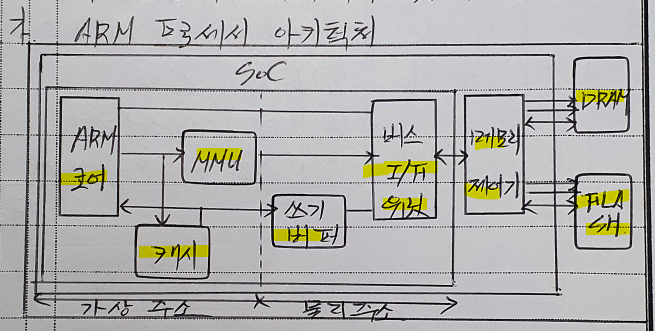 가. ARM 프로세서 아키텍처
SoC
ARM
코어
MMU
캐시
쓰기
버퍼
버스
I/F
유닛
메모리
제어기
DRAM
FLA
SH
가상 주소
물리주소